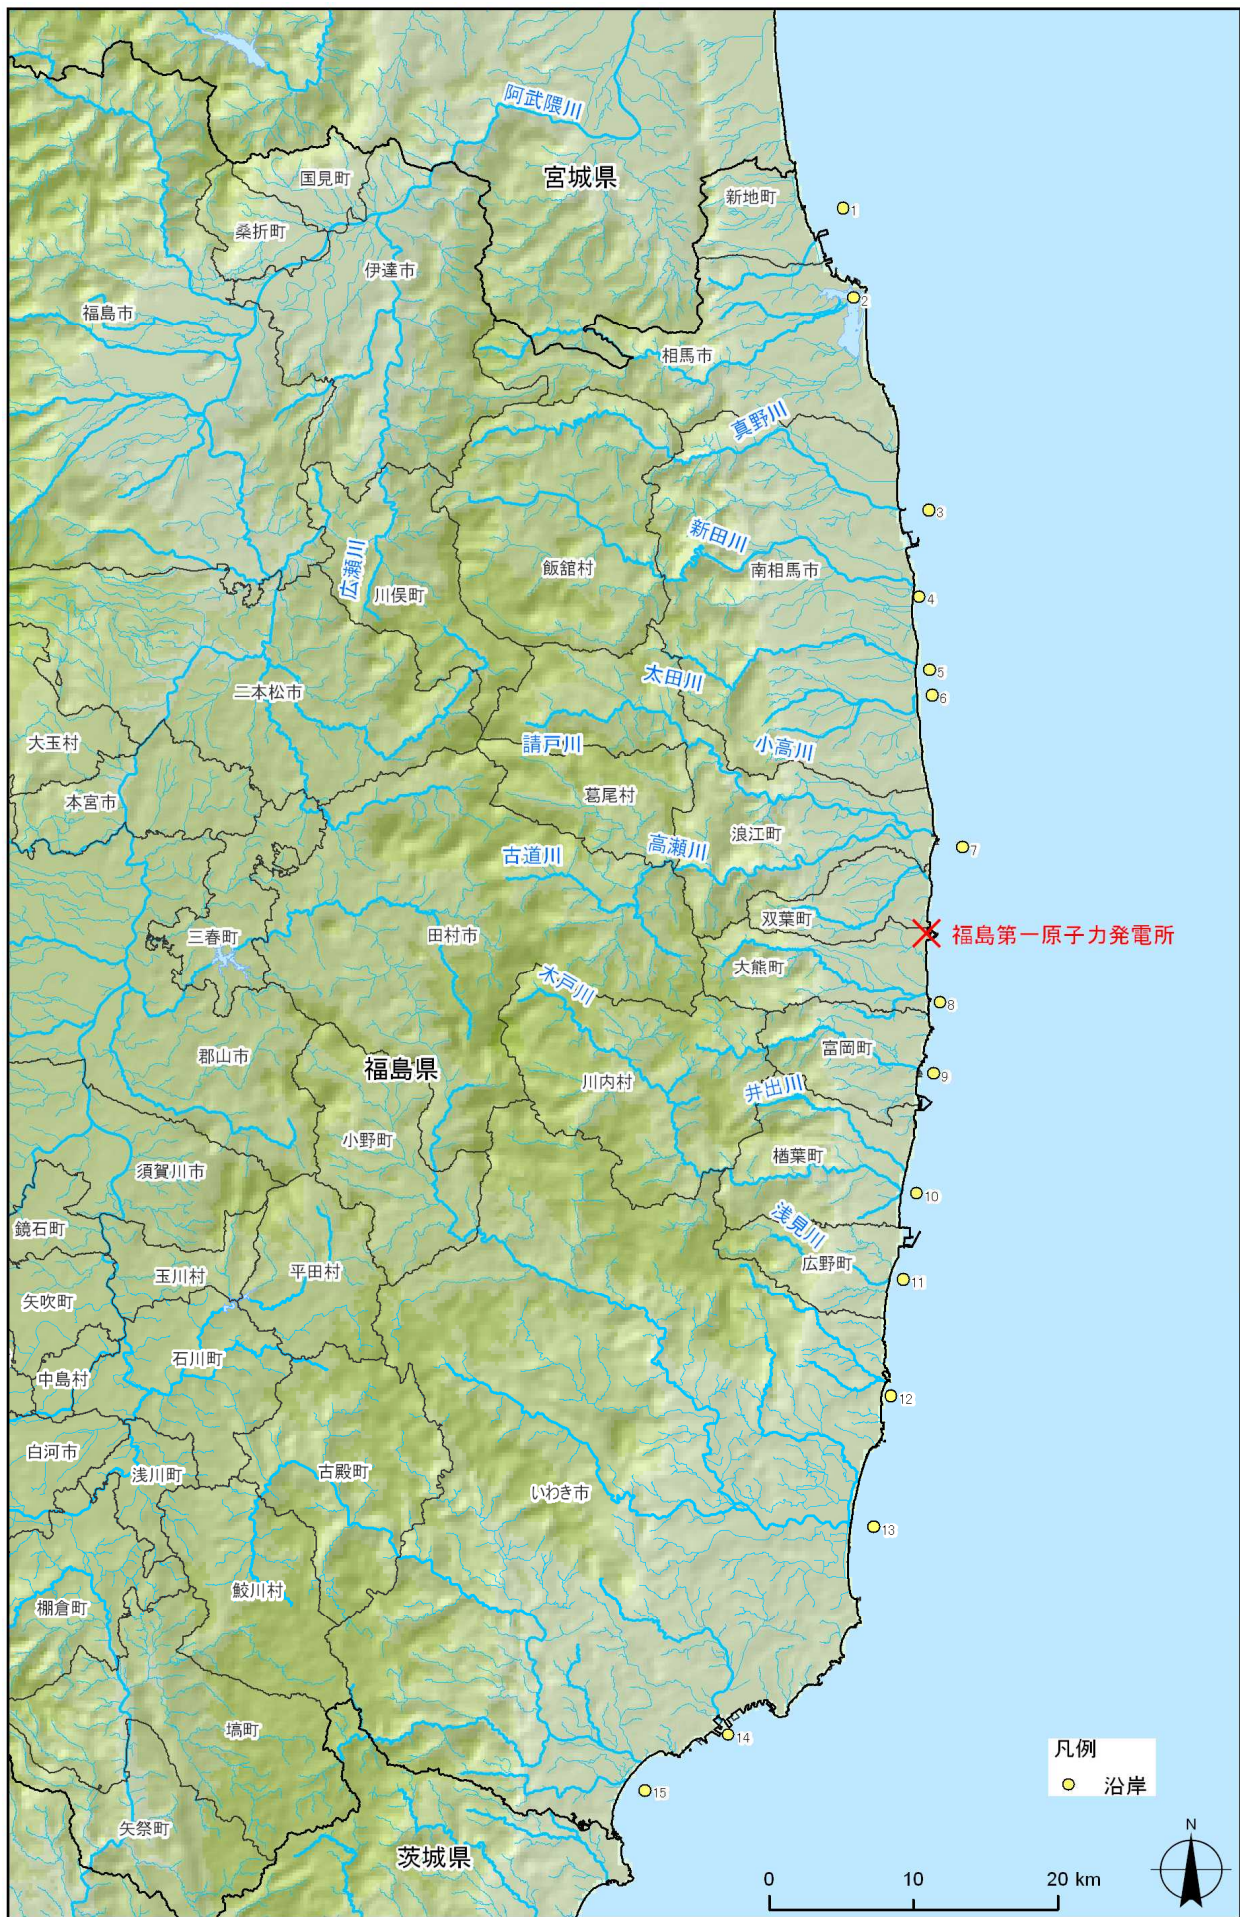 阿武隈川
宮城県
国見町
新地町
1
桑折町
伊達市
2
福島市
相馬市
真野川
3
新田川
飯舘村
南相馬市
広瀬川
川俣町
4
太田川
5
二本松市
6
大玉村
請戸川
小高川
本宮市
葛尾村
浪江町
高瀬川
7
古道川
双葉町
三春町
田村市
福島第一原子力発電所
大熊町
木戸川
8
富岡町
郡山市
福島県
川内村
9
井出川
小野町
楢葉町
須賀川市
10
鏡石町
浅見川
玉川村
平田村
広野町
11
矢吹町
石川町
中島村
12
白河市
浅川町
古殿町
いわき市
13
鮫川村
棚倉町
塙町
14
凡例
沿岸
15
矢祭町
茨城県
N
0 10 20 km